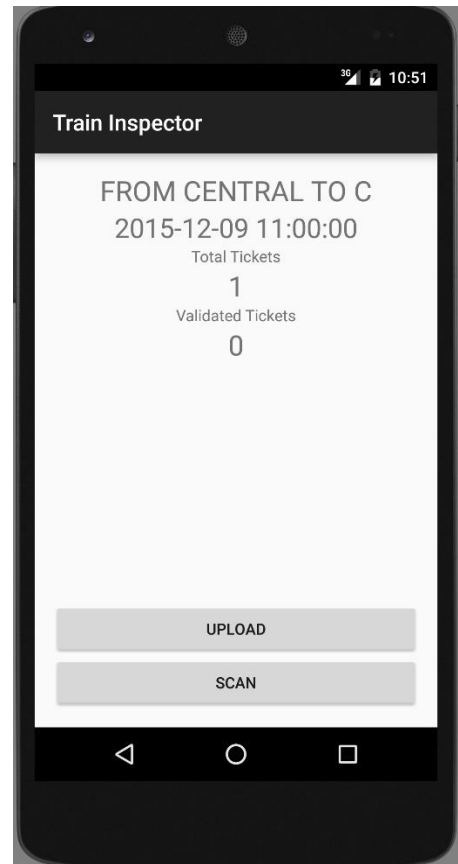 3G 10:51
Train Inspector
FROM CENTRAL TO C
2015-12-09 11:00:00
Total Tickets
1
Validated Tickets
0
UPLOAD
SCAN